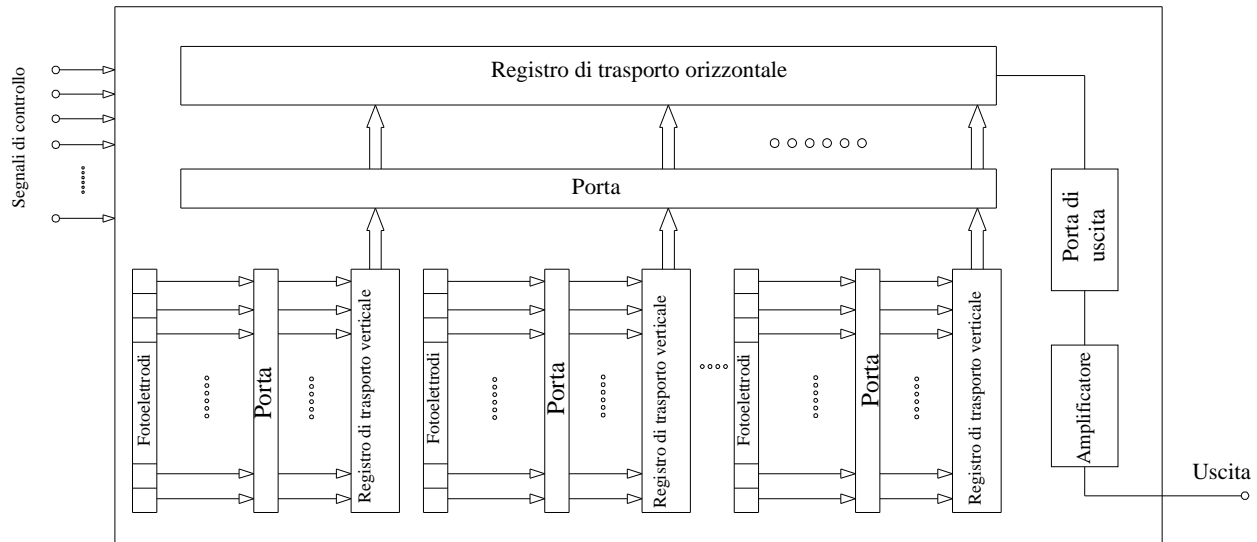 Segnali di controllo
Registro di trasporto orizzontale
Porta
Porta di
uscita
Fotoelettrodi
Porta
Registro di trasporto verticale
Fotoelettrodi
Porta
Registro di trasporto verticale
Fotoelettrodi
Porta
Registro di trasporto verticale
Amplificatore
Uscita